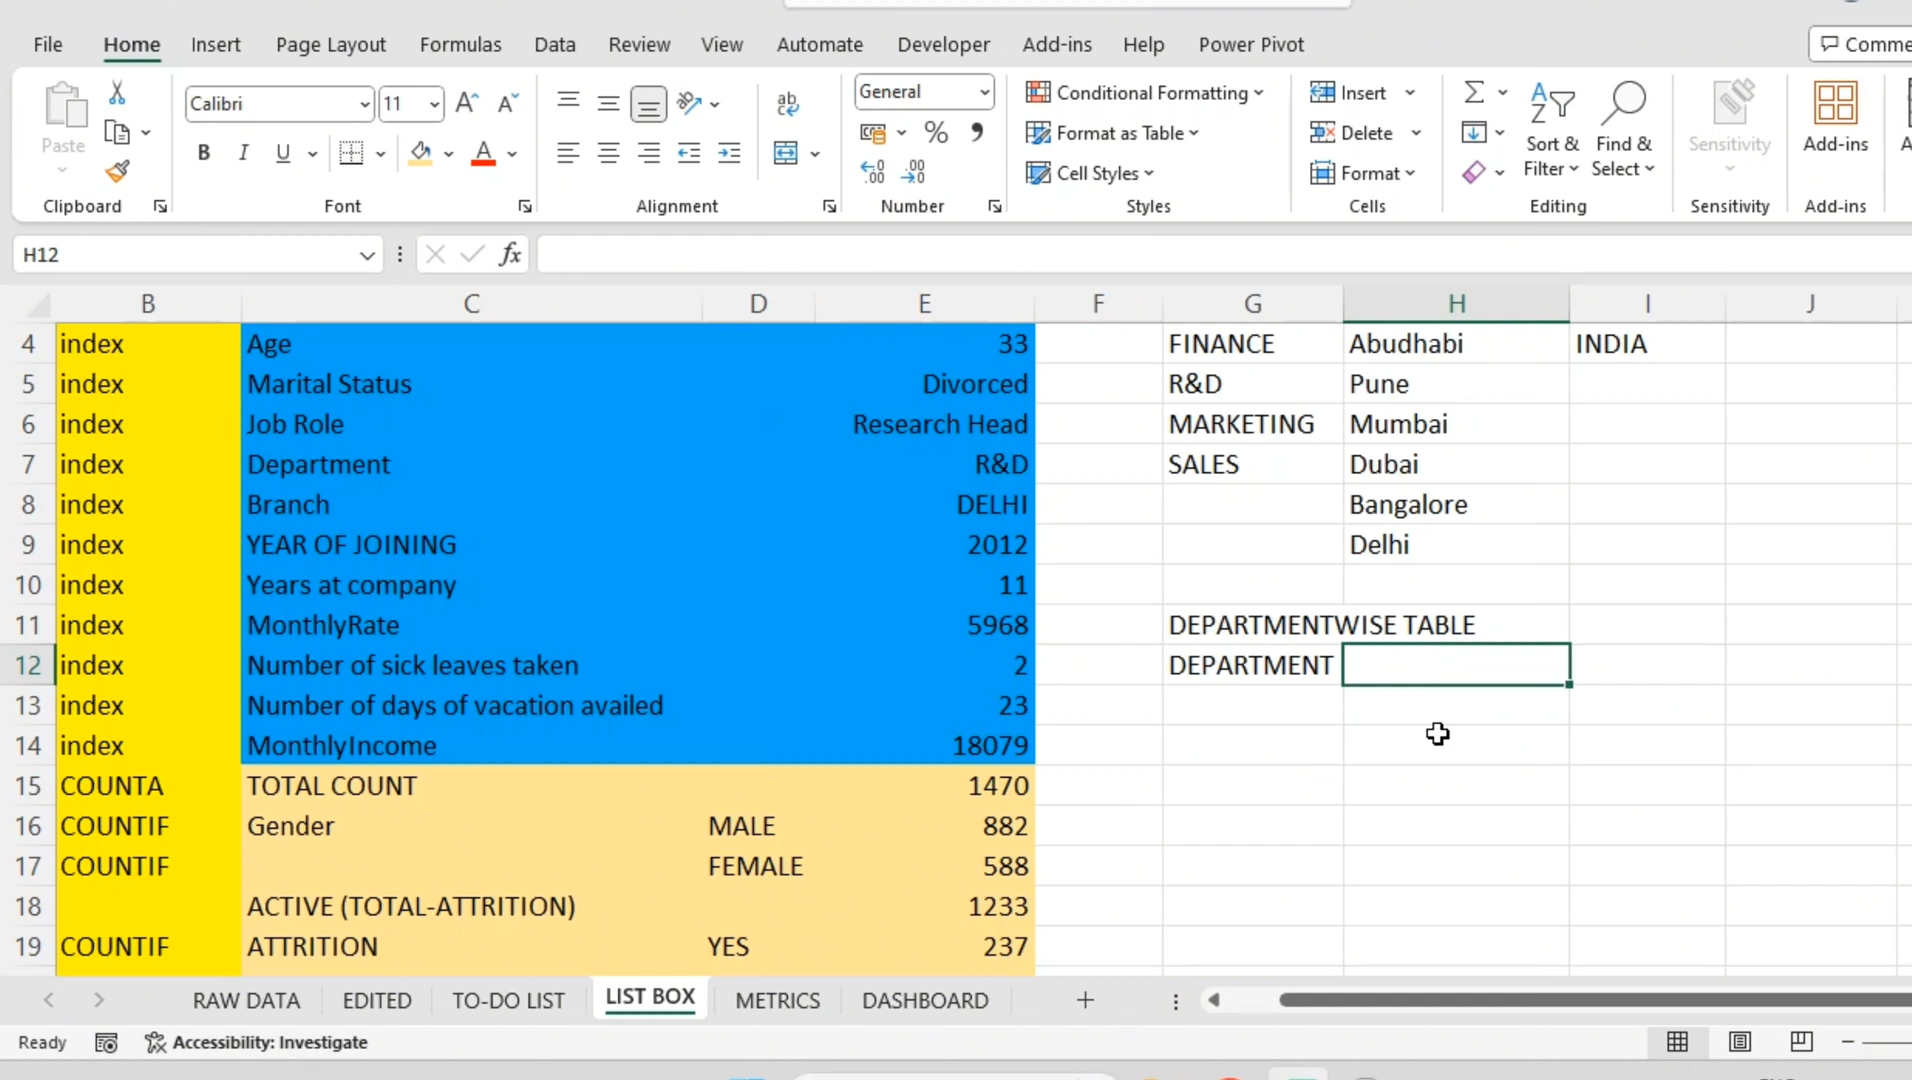 File Home Insert Page Layout Formulas Data Review View Automate Developer Add-ins Help Power Pivot
Paste
Calibri 11 A A
B I U A
ab
General
% 9
.00 .00
Conditional Formatting
Format as Table
Cell Styles
Insert
Delete
Format
Sort & Filter
Find & Select
Sensitivity
Add-ins
Clipboard Font Alignment Number Styles Cells Editing Sensitivity Add-ins
H12 fx
B C D E F G H I J
4 index Age 33 FINANCE Abudhabi INDIA
5 index Marital Status Divorced R&D Pune
6 index Job Role Research Head MARKETING Mumbai
7 index Department R&D SALES Dubai
8 index Branch DELHI Bangalore
9 index YEAR OF JOINING 2012 Delhi
10 index Years at company 11
11 index MonthlyRate 5968 DEPARTMENTWISE TABLE
12 index Number of sick leaves taken 2 DEPARTMENT
13 index Number of days of vacation availed 23
14 index MonthlyIncome 18079
15 COUNTA TOTAL COUNT 1470
16 COUNTIF Gender MALE 882
17 COUNTIF FEMALE 588
18 ACTIVE (TOTAL-ATTRITION) 1233
19 COUNTIF ATTRITION YES 237
RAW DATA EDITED TO-DO LIST LIST BOX METRICS DASHBOARD
Ready Accessibility: Investigate